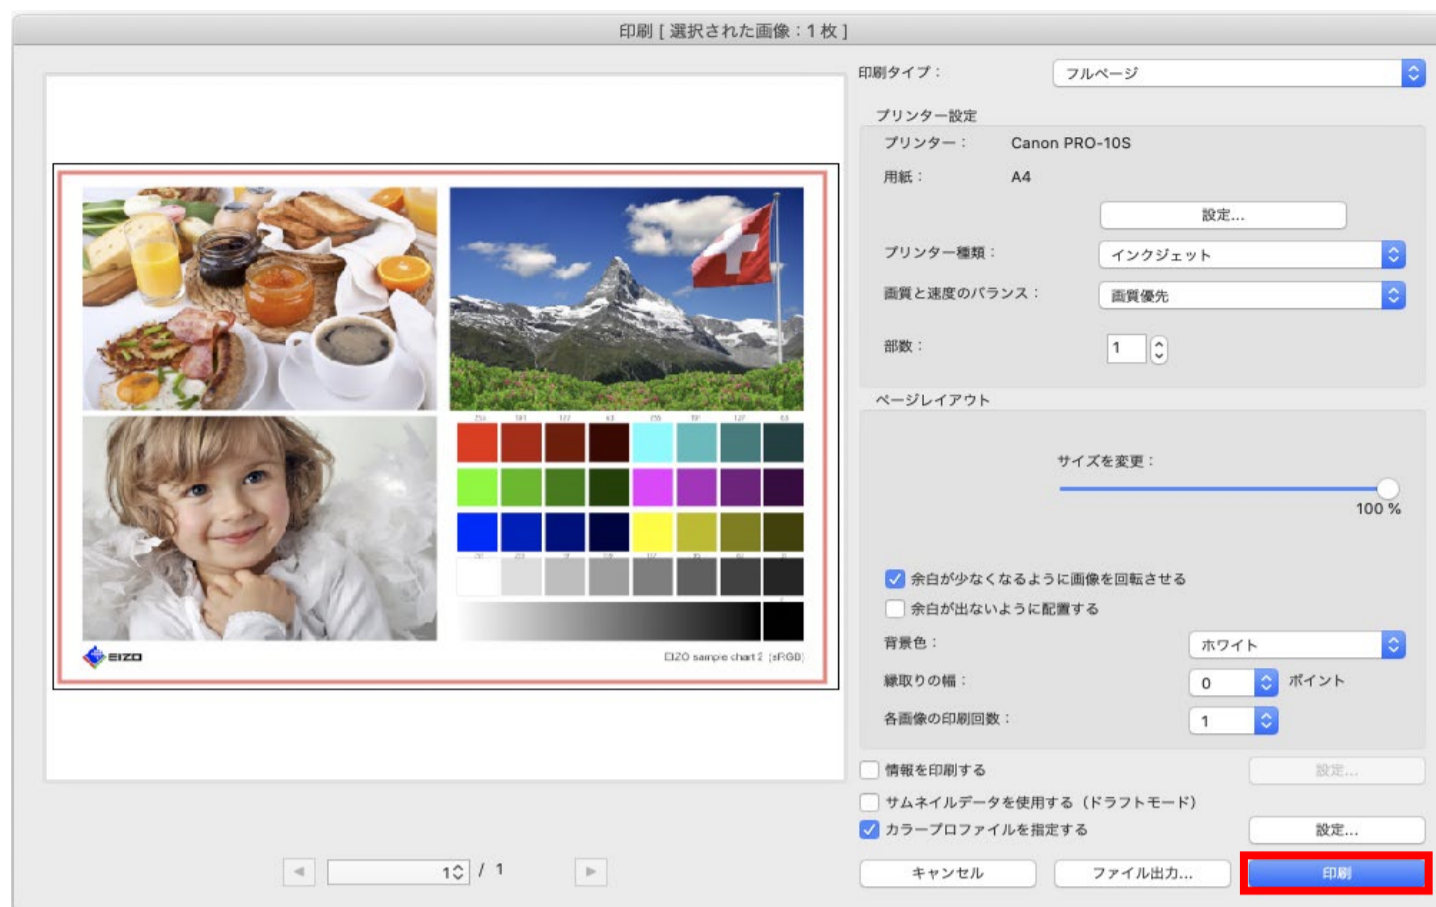 印刷 [ 選択された画像：1 枚 ]
印刷タイプ：
フルページ
プリンター設定
プリンター：
Canon PRO-10S
用紙：
A4
設定...
プリンター種類：
インクジェット
画質と速度のバランス：
画質優先
部数：
1
ページレイアウト
サイズを変更：
100 %
余白が少なくなるように画像を回転させる
余白が出ないように配置する
背景色：
ホワイト
縁取りの幅：
0
ポイント
各画像の印刷回数：
1
情報を印刷する
設定...
サムネイルデータを使用する（ドラフトモード）
カラープロファイルを指定する
設定...
キャンセル
ファイル出力...
印刷
255 191 127 63 255 191 127 63
EIZO
EIZO sample chart 2 (sRGB)
1 / 1